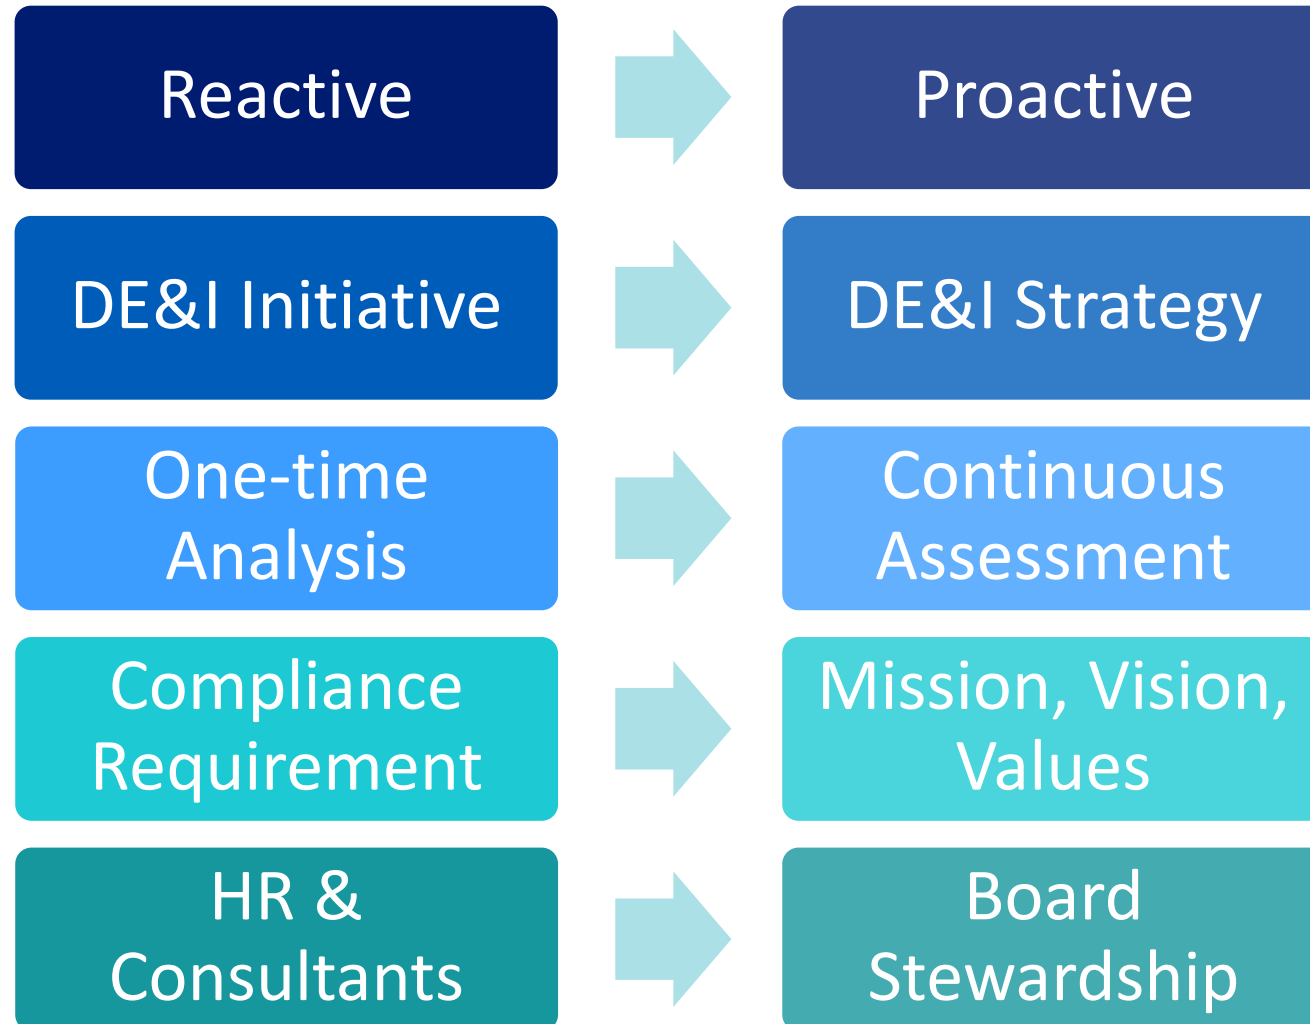 Reactive
Proactive
DE&I Initiative
DE&I Strategy
One-time
Analysis
Continuous
Assessment
Compliance
Requirement
Mission, Vision,
Values
HR &
Consultants
Board
Stewardship